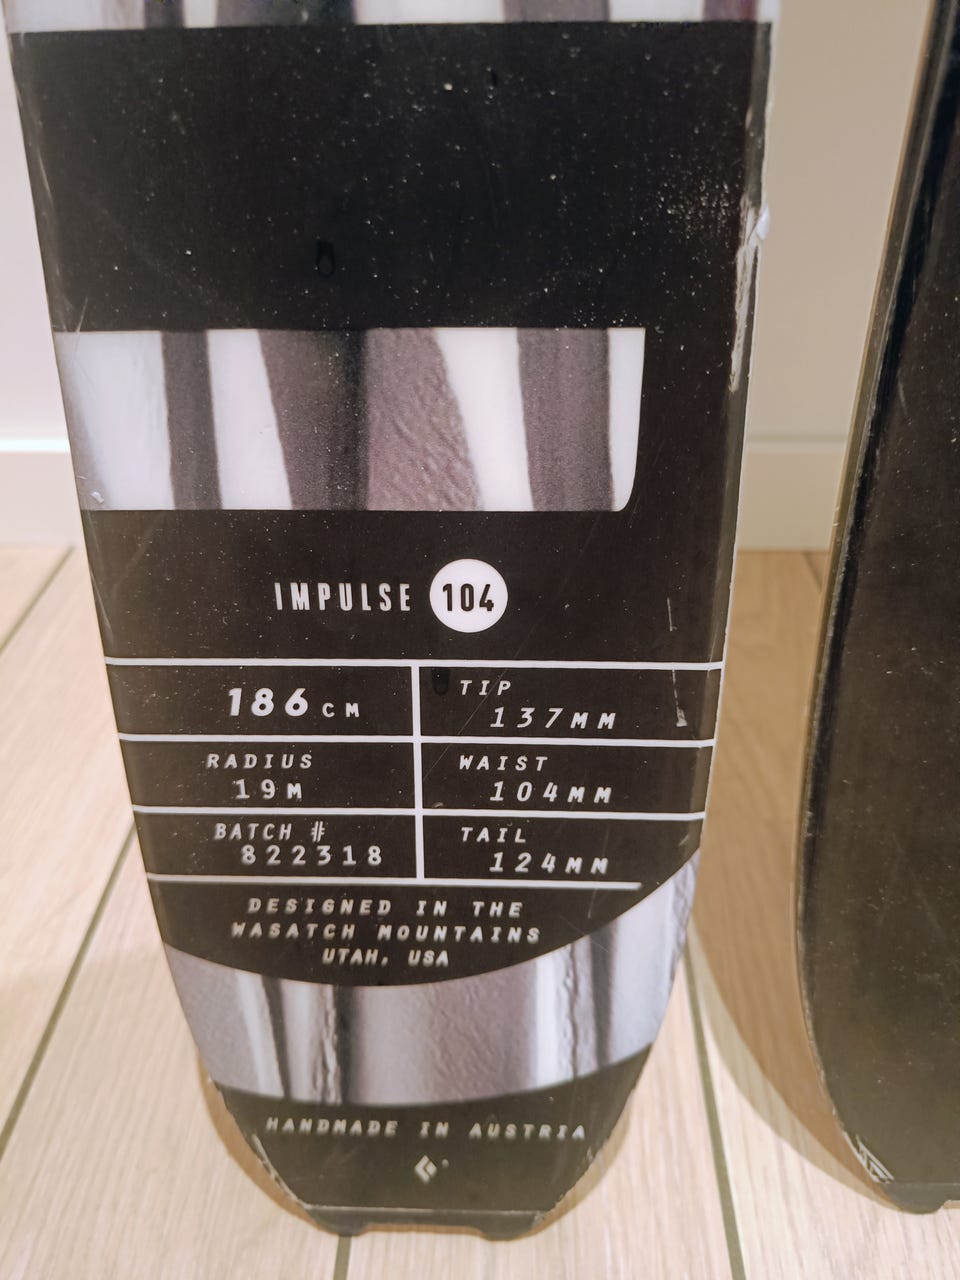 IMPULSE 104
186 CM
TIP
137MM
RADIUS
19M
WAIST
104MM
BATCH #
822318
TAIL
124MM
DESIGNED IN THE
WASATCH MOUNTAINS
UTAH, USA
HANDMADE IN AUSTRIA